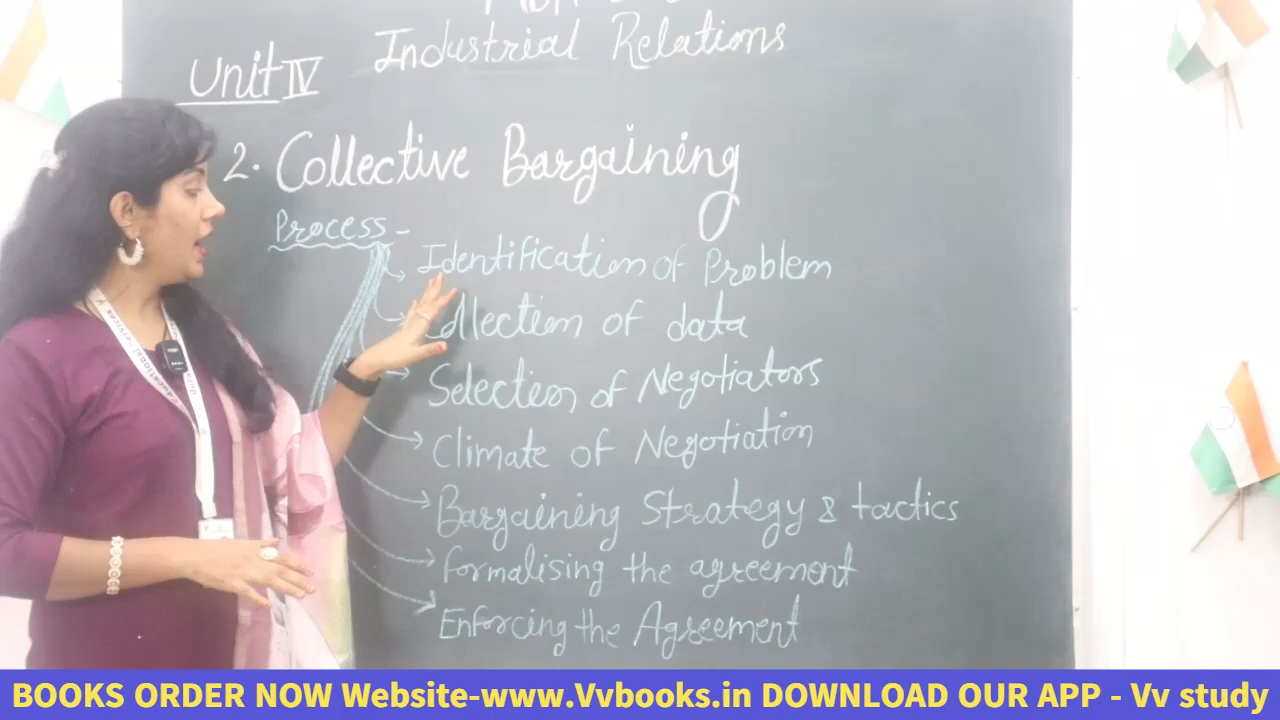 Industrial Relations
Unit IV
2. Collective Bargaining
Process -
Identification of Problem
Collection of data
Selection of Negotiators
Climate of Negotiation
Bargaining Strategy & tactics
formalising the agreement
Enforcing the Agreement
BOOKS ORDER NOW Website-www.Vvbooks.in DOWNLOAD OUR APP - Vv study